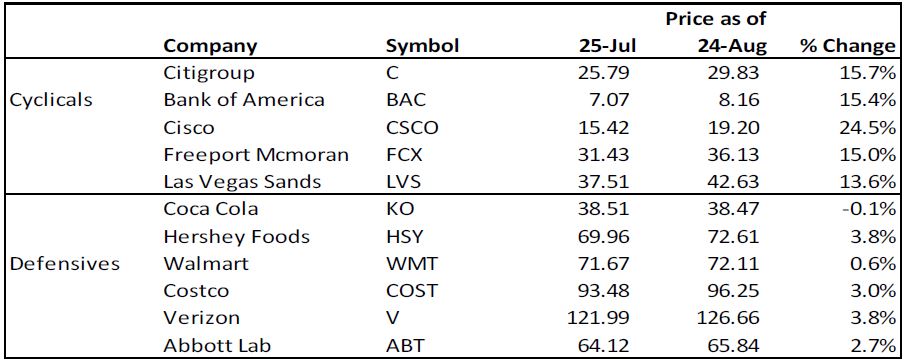 Price as of
Company Symbol 25-Jul 24-Aug % Change
Citigroup C 25.79 29.83 15.7%
Cyclicals Bank of America BAC 7.07 8.16 15.4%
Cisco CSCO 15.42 19.20 24.5%
Freeport Mcmoran FCX 31.43 36.13 15.0%
Las Vegas Sands LVS 37.51 42.63 13.6%
Coca Cola KO 38.51 38.47 -0.1%
Hershey Foods HSY 69.96 72.61 3.8%
Defensives Walmart WMT 71.67 72.11 0.6%
Costco COST 93.48 96.25 3.0%
Verizon V 121.99 126.66 3.8%
Abbott Lab ABT 64.12 65.84 2.7%